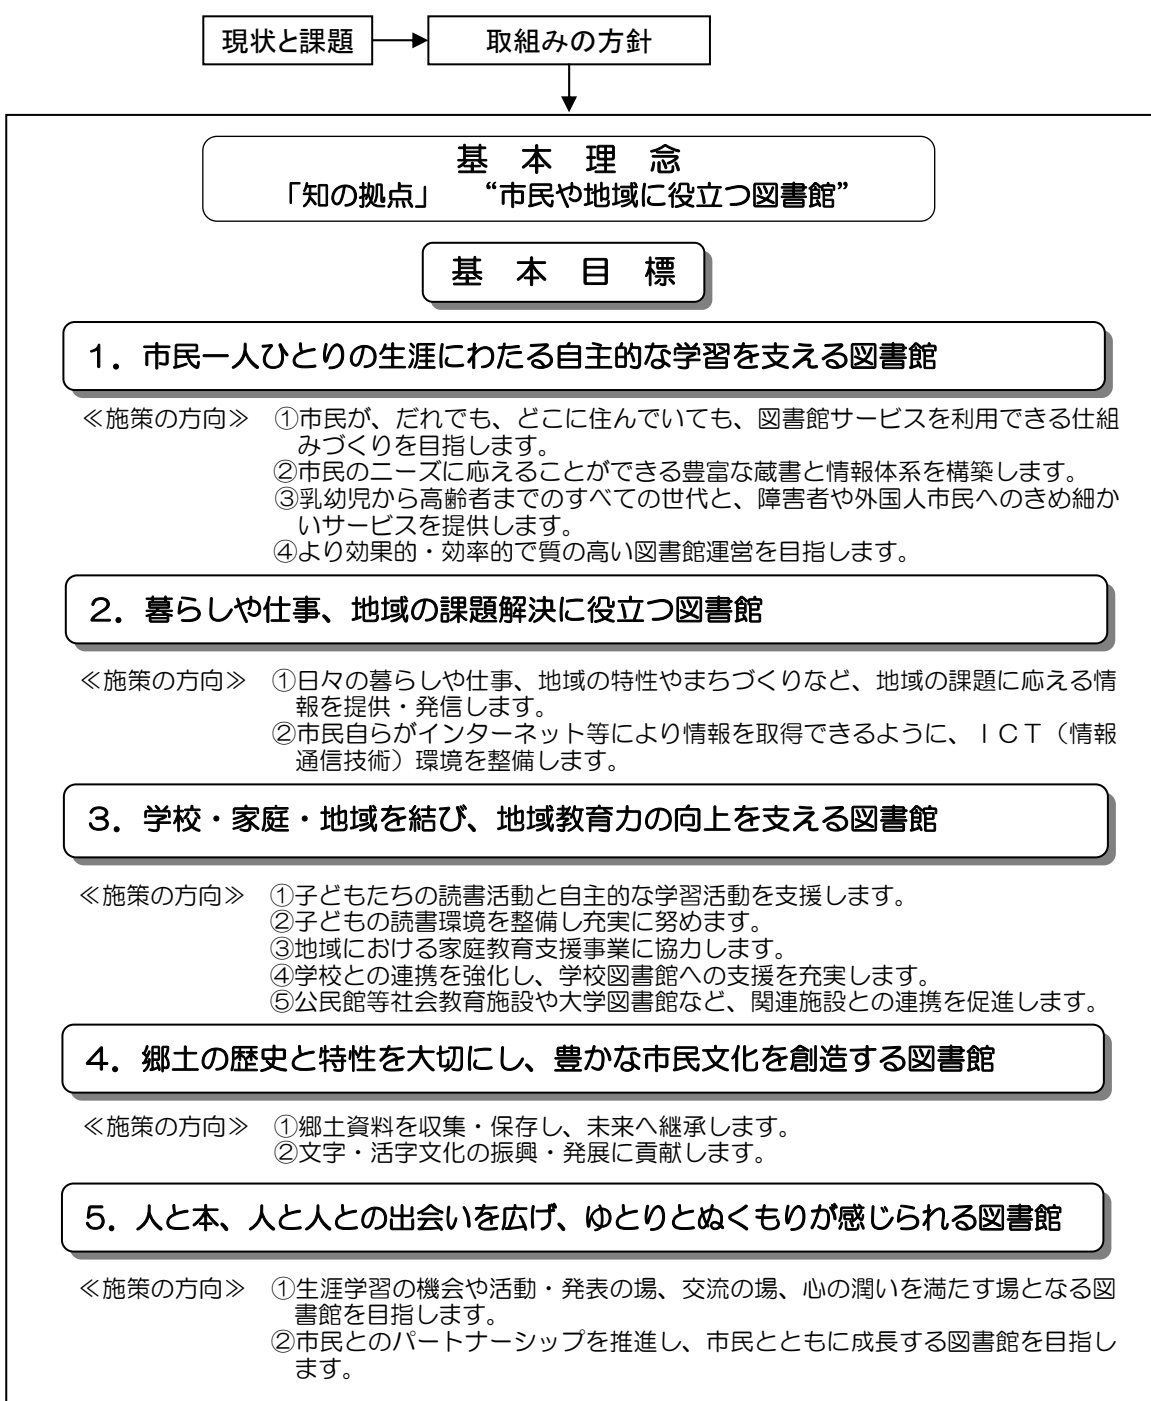 現状と課題
取組みの方針
基 本 理 念
「知の拠点」 “市民や地域に役立つ図書館”
基 本 目 標
１．市民一人ひとりの生涯にわたる自主的な学習を支える図書館
≪施策の方向≫ ①市民が、だれでも、どこに住んでいても、図書館サービスを利用できる仕組
みづくりを目指します。
②市民のニーズに応えることができる豊富な蔵書と情報体系を構築します。
③乳幼児から高齢者までのすべての世代と、障害者や外国人市民へのきめ細か
いサービスを提供します。
④より効果的・効率的で質の高い図書館運営を目指します。
２．暮らしや仕事、地域の課題解決に役立つ図書館
≪施策の方向≫ ①日々の暮らしや仕事、地域の特性やまちづくりなど、地域の課題に応える情
報を提供・発信します。
②市民自らがインターネット等により情報を取得できるように、ＩＣＴ（情報
通信技術）環境を整備します。
３．学校・家庭・地域を結び、地域教育力の向上を支える図書館
≪施策の方向≫ ①子どもたちの読書活動と自主的な学習活動を支援します。
②子どもの読書環境を整備し充実に努めます。
③地域における家庭教育支援事業に協力します。
④学校との連携を強化し、学校図書館への支援を充実します。
⑤公民館等社会教育施設や大学図書館など、関連施設との連携を促進します。
４．郷土の歴史と特性を大切にし、豊かな市民文化を創造する図書館
≪施策の方向≫ ①郷土資料を収集・保存し、未来へ継承します。
②文字・活字文化の振興・発展に貢献します。
５．人と本、人と人との出会いを広げ、ゆとりとぬくもりが感じられる図書館
≪施策の方向≫ ①生涯学習の機会や活動・発表の場、交流の場、心の潤いを満たす場となる図
書館を目指します。
②市民とのパートナーシップを推進し、市民とともに成長する図書館を目指し
ます。